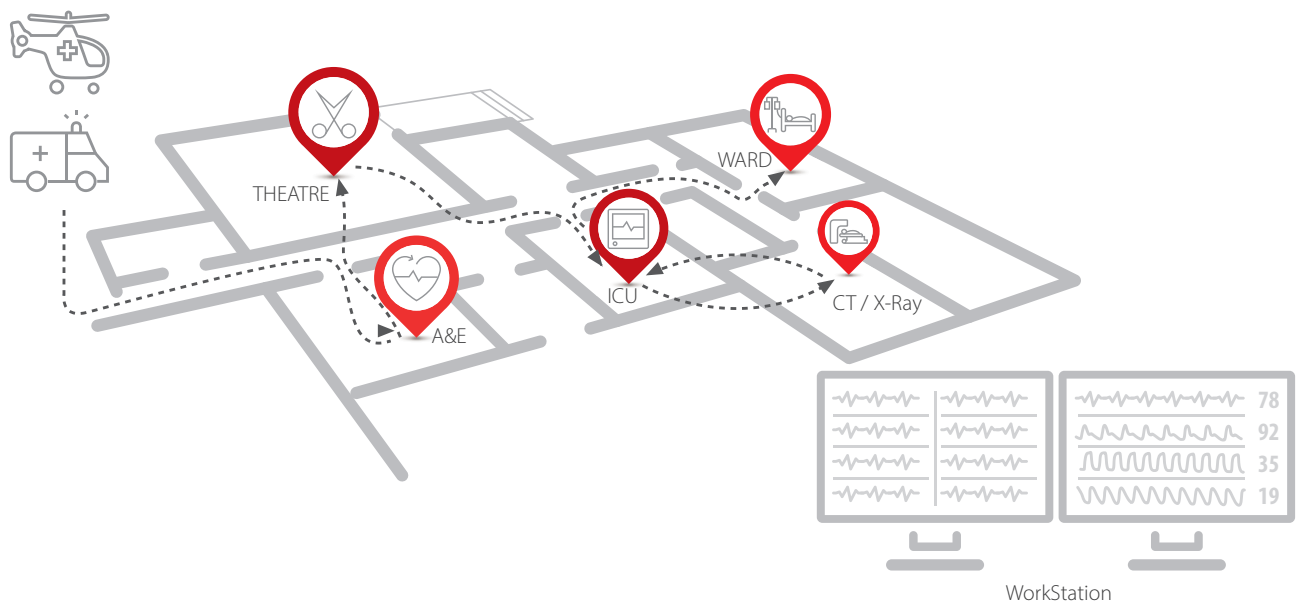 WARD
THEATRE
ICU
CT / X-Ray
A&E
78
92
35
19
WorkStation